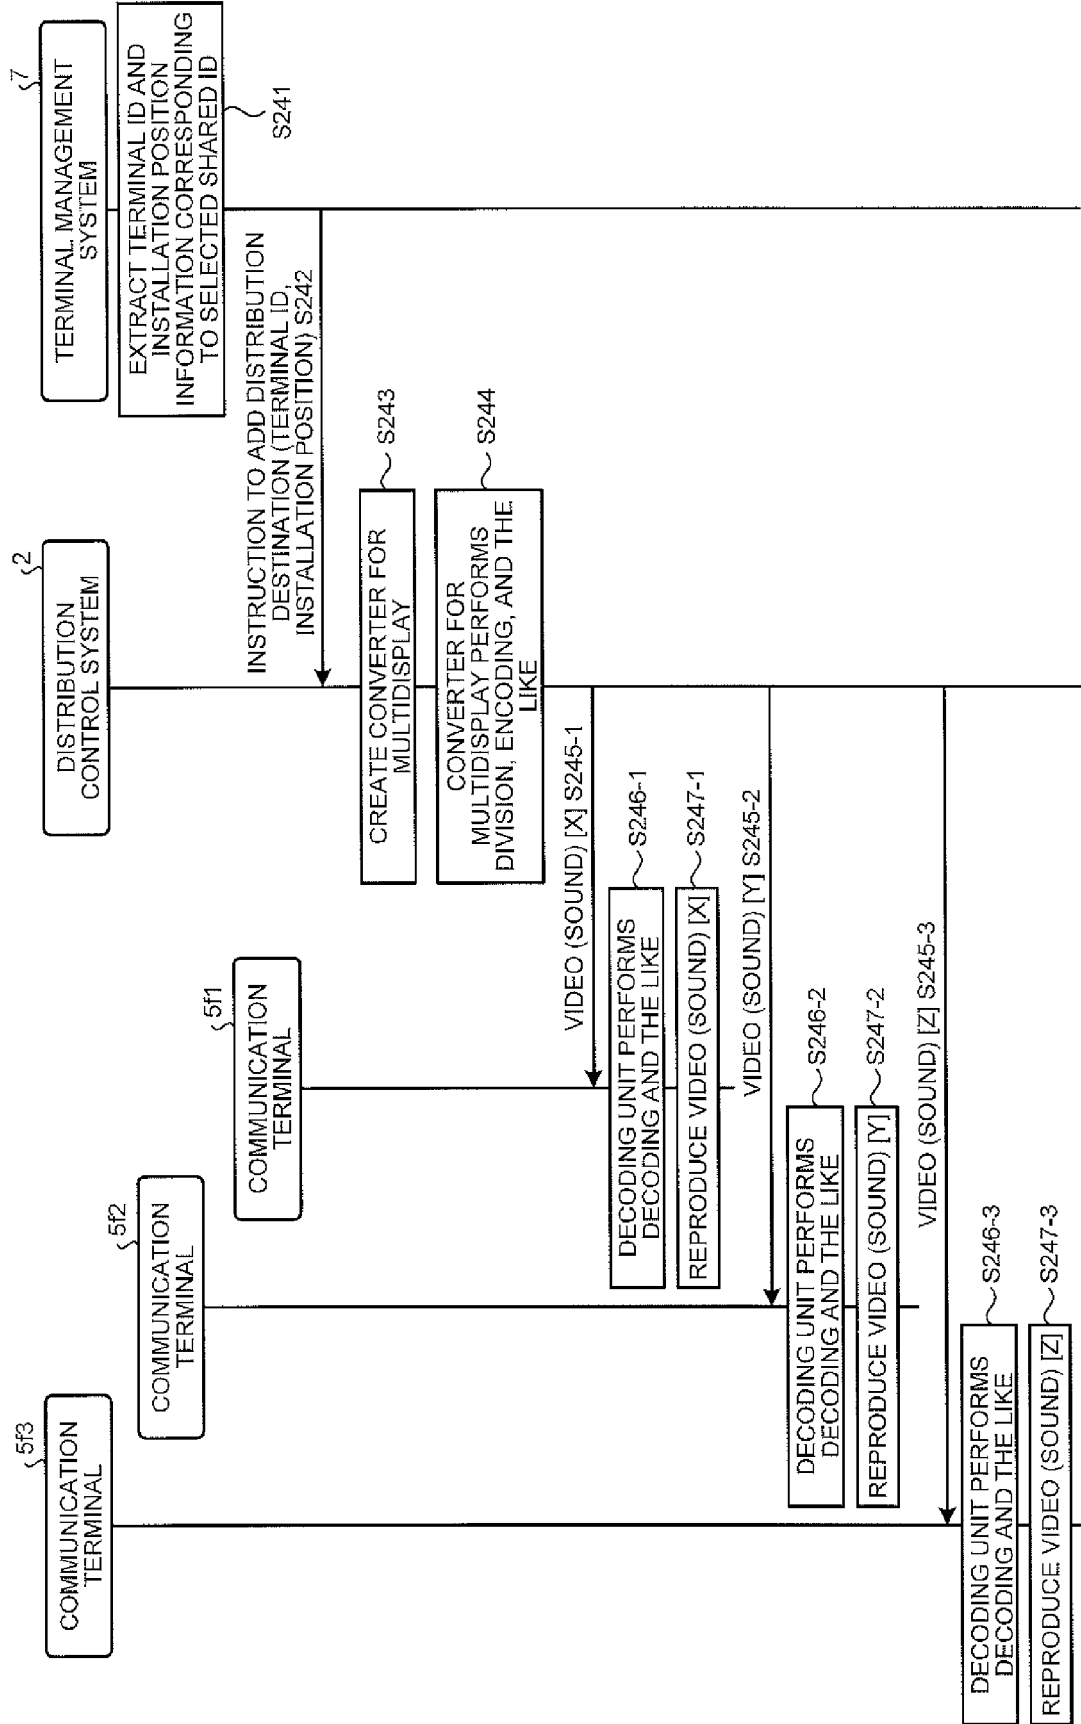 5f3
COMMUNICATION
TERMINAL
5f2
COMMUNICATION
TERMINAL
5f1
COMMUNICATION
TERMINAL
2
DISTRIBUTION
CONTROL SYSTEM
7
TERMINAL MANAGEMENT
SYSTEM
EXTRACT TERMINAL ID AND
INSTALLATION POSITION
INFORMATION CORRESPONDING
TO SELECTED SHARED ID
S241
INSTRUCTION TO ADD DISTRIBUTION
DESTINATION (TERMINAL ID,
INSTALLATION POSITION) S242
CREATE CONVERTER FOR
MULTIDISPLAY
S243
CONVERTER FOR
MULTIDISPLAY PERFORMS
DIVISION, ENCODING, AND THE
LIKE
S244
VIDEO (SOUND) [X] S245-1
DECODING UNIT PERFORMS
DECODING AND THE LIKE
S246-1
REPRODUCE VIDEO (SOUND) [X]
S247-1
VIDEO (SOUND) [Y] S245-2
DECODING UNIT PERFORMS
DECODING AND THE LIKE
S246-2
REPRODUCE VIDEO (SOUND) [Y]
S247-2
VIDEO (SOUND) [Z] S245-3
DECODING UNIT PERFORMS
DECODING AND THE LIKE
S246-3
REPRODUCE VIDEO (SOUND) [Z]
S247-3